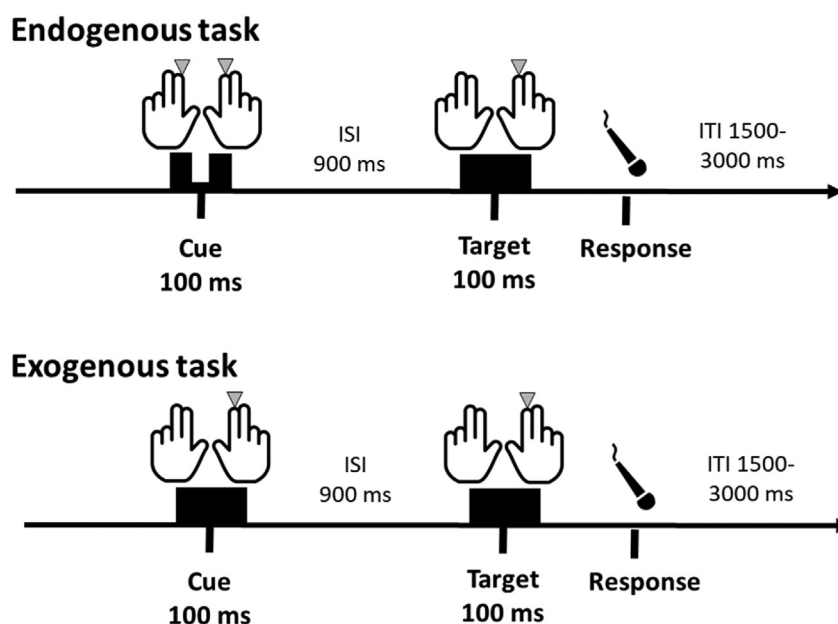 Endogenous task
ISI
900 ms
ITI 1500-
3000 ms
Cue
100 ms
Target
100 ms
Response
Exogenous task
ISI
900 ms
ITI 1500-
3000 ms
Cue
100 ms
Target
100 ms
Response